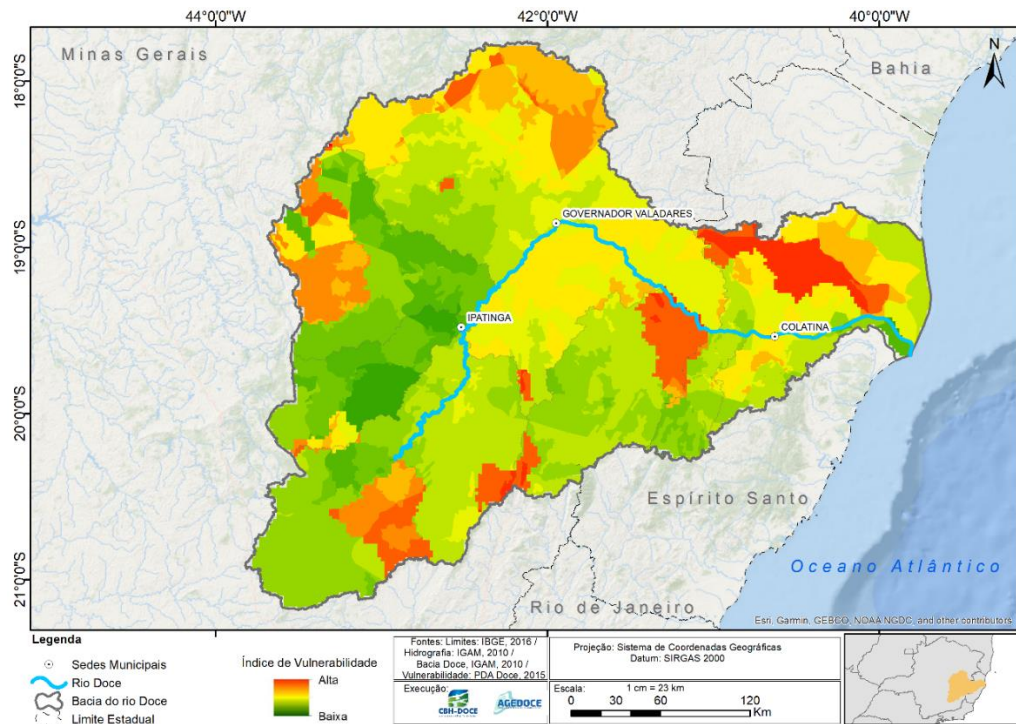 44°0'0"W
42°0'0"W
40°0'0"W
Minas Gerais
N
Bahia
18°0'0"S
GOVERNADOR VALADARES
19°0'0"S
IPATINGA
COLATINA
20°0'0"S
Espírito Santo
21°0'0"S
Oceano Atlântico
Rio de Janeiro
Esri, Garmin, GEBCO, NOAA NGDC, and other contributors
Legenda
Sedes Municipais
Rio Doce
Bacia do rio Doce
Limite Estadual
Índice de Vulnerabilidade
Alta
Baixa
Fontes: Limites: IBGE, 2016 /
Hidrografia: IGAM, 2010 /
Bacia Doce, IGAM, 2010 /
Vulnerabilidade: PDA Doce, 2015
Execução:
CBH-DOCE
AGEDOCE
Projeção: Sistema de Coordenadas Geográficas
Datum: SIRGAS 2000
Escala:
1 cm = 23 km
0 30 60 120
Km